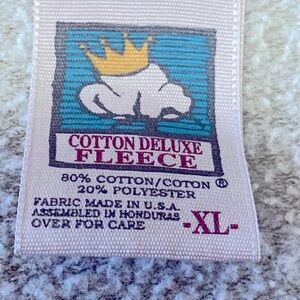 COTTON DELUXE
FLEECE
80% COTTON/COTON ®
20% POLYESTER
FABRIC MADE IN U.S.A.
ASSEMBLED IN HONDURAS
OVER FOR CARE
-XL-